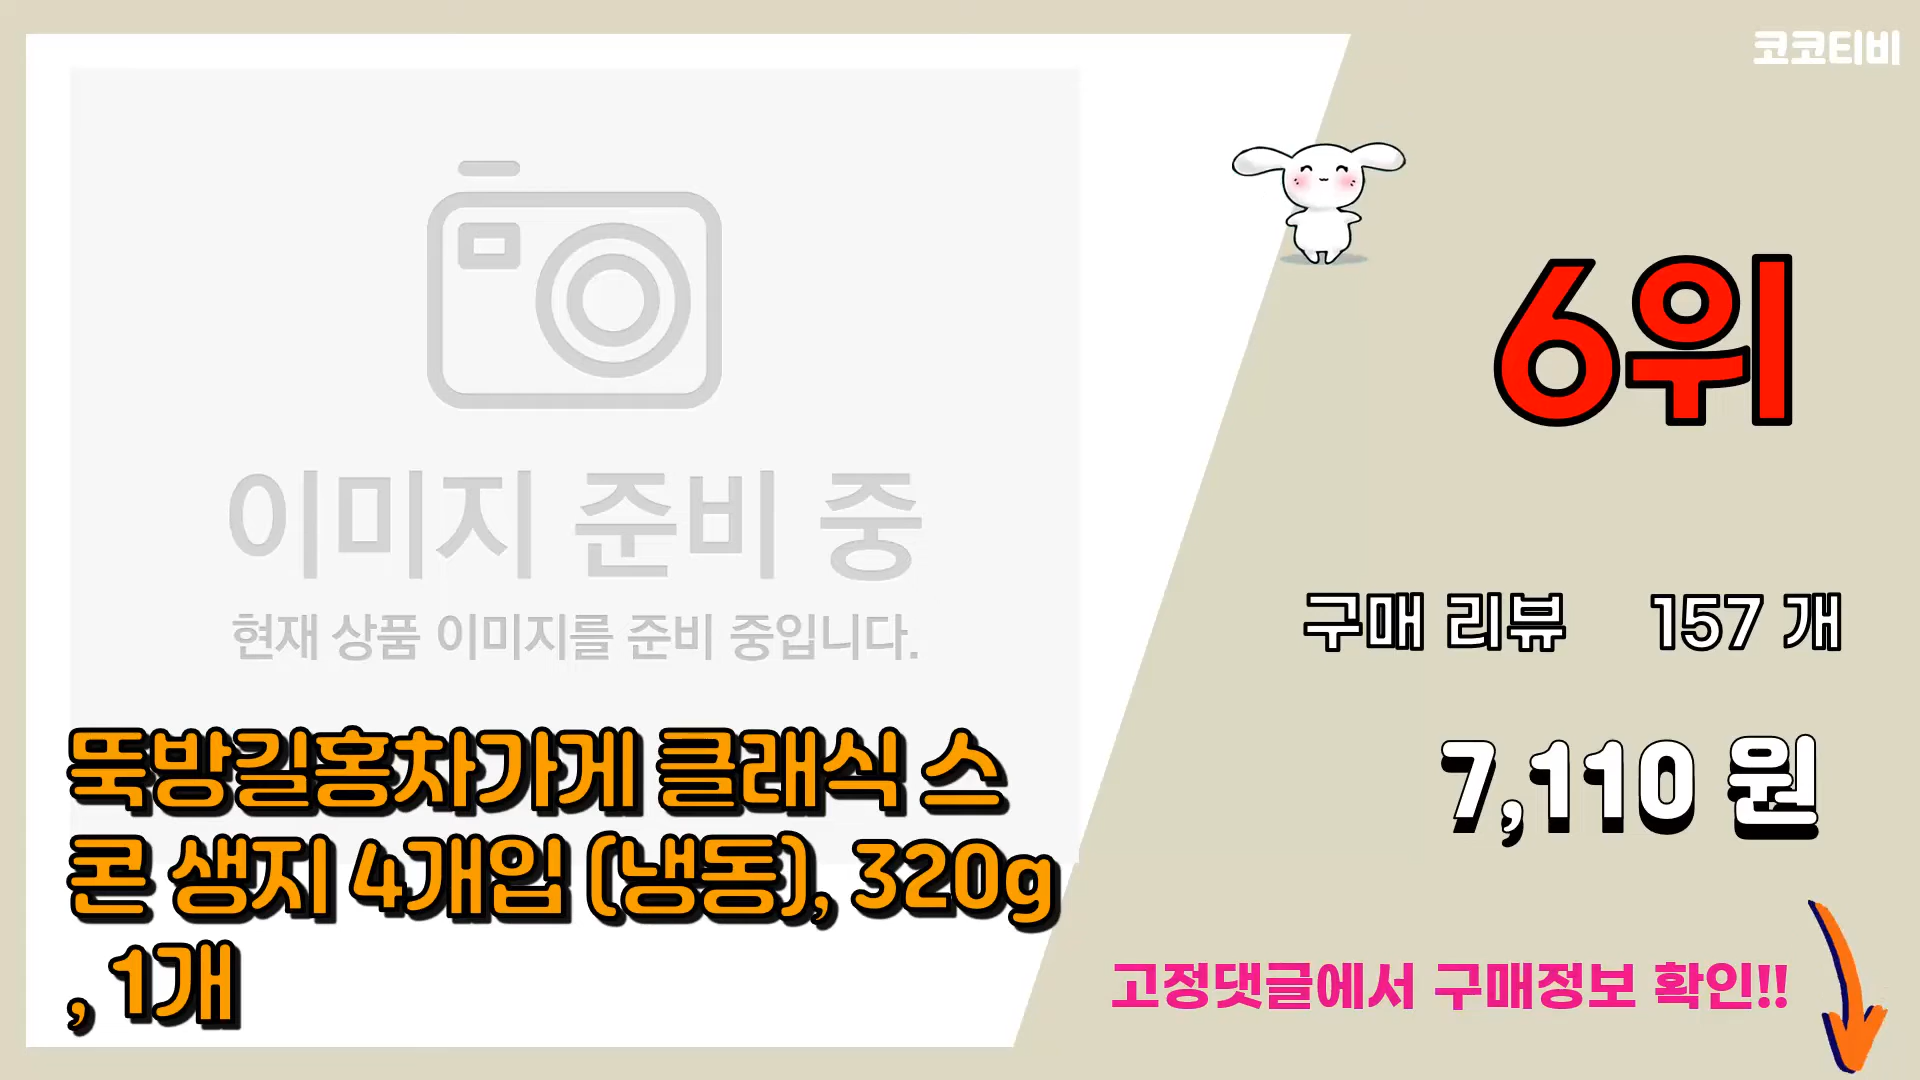 코코티비
6위
이미지 준비 중
현재 상품 이미지를 준비 중입니다.
구매 리뷰 157 개
7,110 원
뚝방길홍차가게 클래식 스
콘 생지 4개입 (냉동), 320g
, 1개
고정댓글에서 구매정보 확인!!